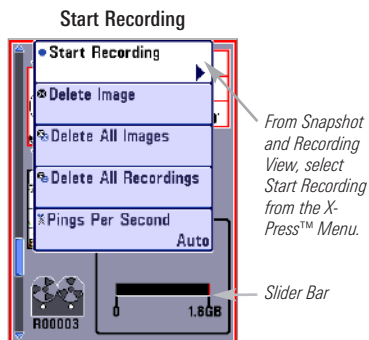 Start Recording
Start Recording
Delete Image
Delete All Images
Delete All Recordings
Pings Per Second
Auto
From Snapshot
and Recording
View, select
Start Recording
from the X-
Press™ Menu.
Slider Bar
0
1.8GB
R00003